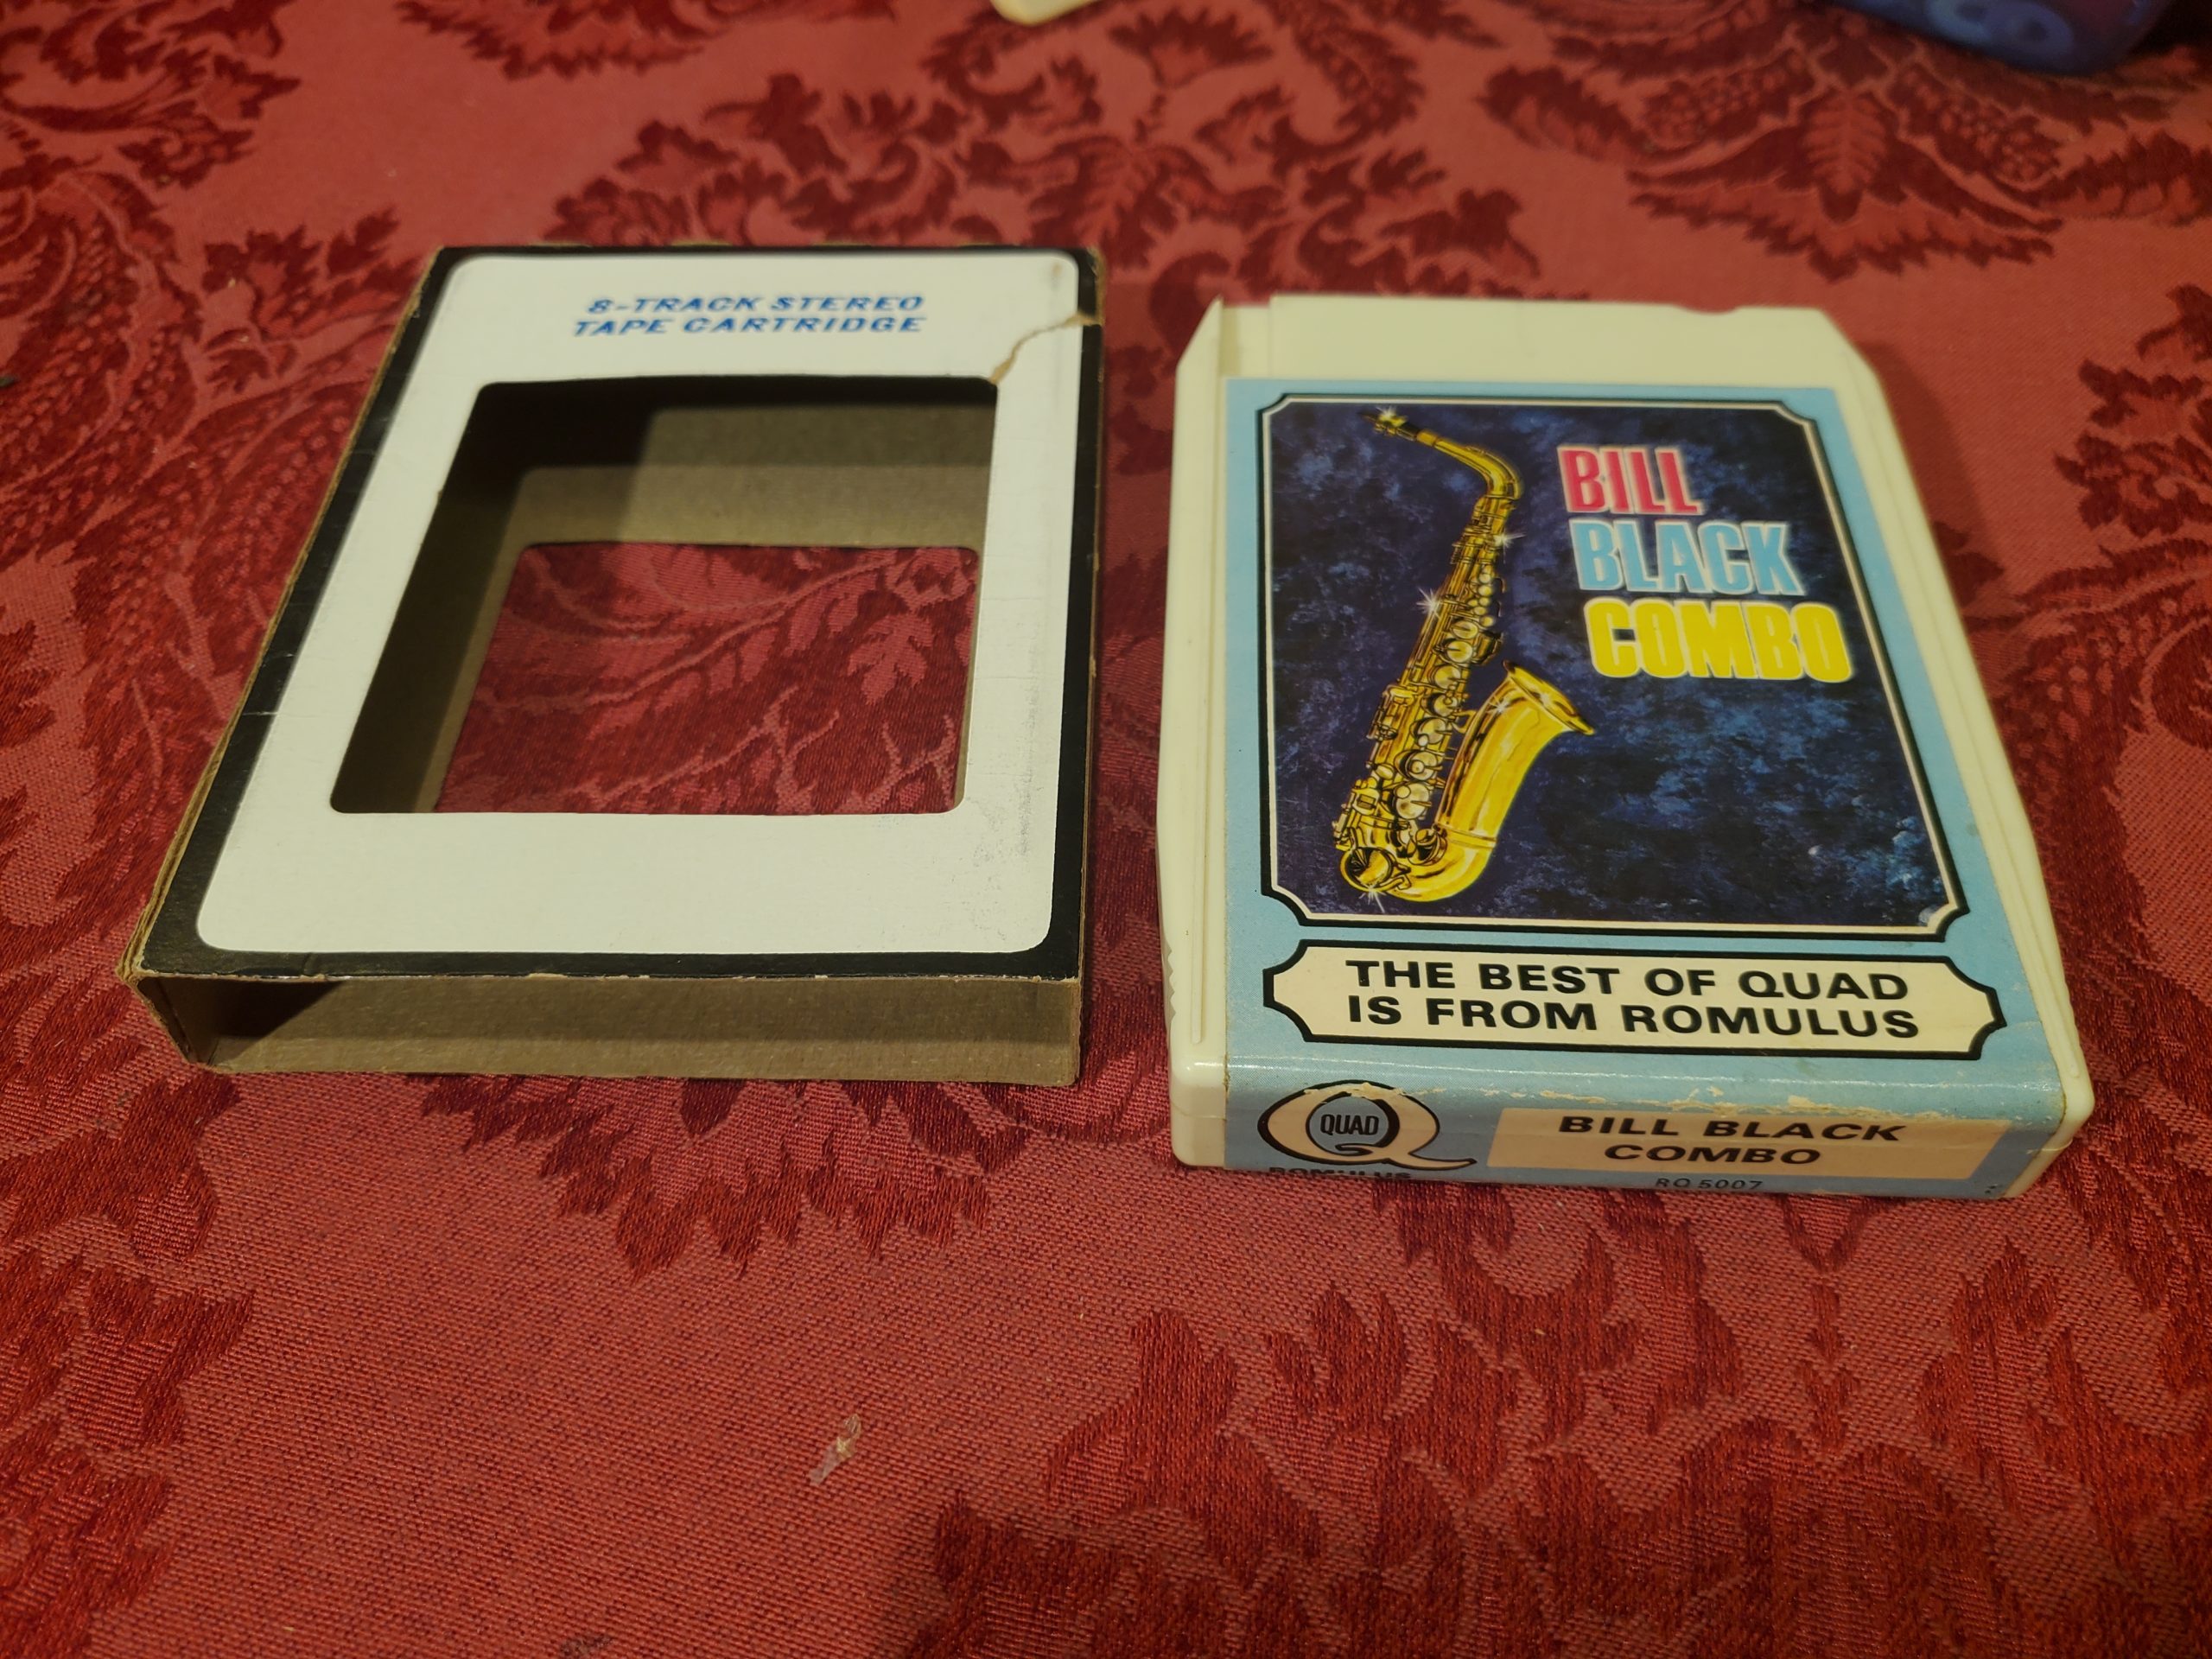 8-TRACK STEREO
TAPE CARTRIDGE
BILL
BLACK
COMBO
THE BEST OF QUAD
IS FROM ROMULUS
QUAD
ROMULUS
BILL BLACK
COMBO
RQ 5007